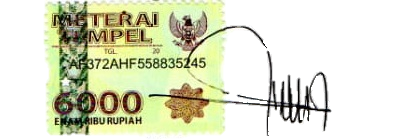 METERAI
TEMPEL
TGL. 20
AF372AHF558835245
6000
ENAM RIBU RUPIAH